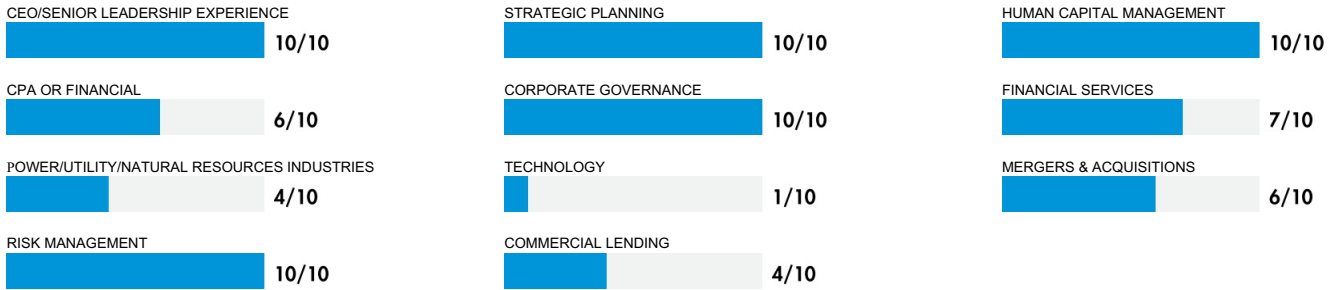 CEO/SENIOR LEADERSHIP EXPERIENCE
10/10
STRATEGIC PLANNING
10/10
HUMAN CAPITAL MANAGEMENT
10/10
CPA OR FINANCIAL
6/10
CORPORATE GOVERNANCE
10/10
FINANCIAL SERVICES
7/10
POWER/UTILITY/NATURAL RESOURCES INDUSTRIES
4/10
TECHNOLOGY
1/10
MERGERS & ACQUISITIONS
6/10
RISK MANAGEMENT
10/10
COMMERCIAL LENDING
4/10